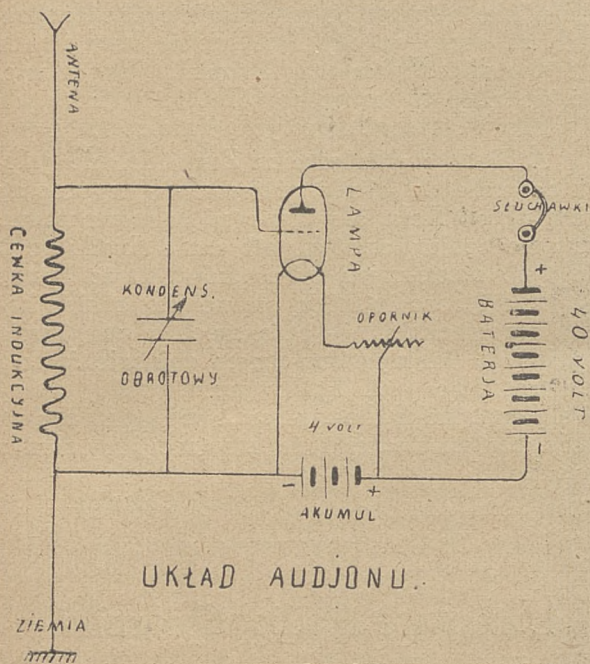 ANTENA
CEWKA INDUKCYJNA
KONDENS.
OBROTOWY
LAMPA
SŁUCHAWKI
+
40 VOLT
BATERJA
-
OPORNIK
4 VOLT
- +
AKUMUL
UKŁAD AUDJONU.
ZIEMIA